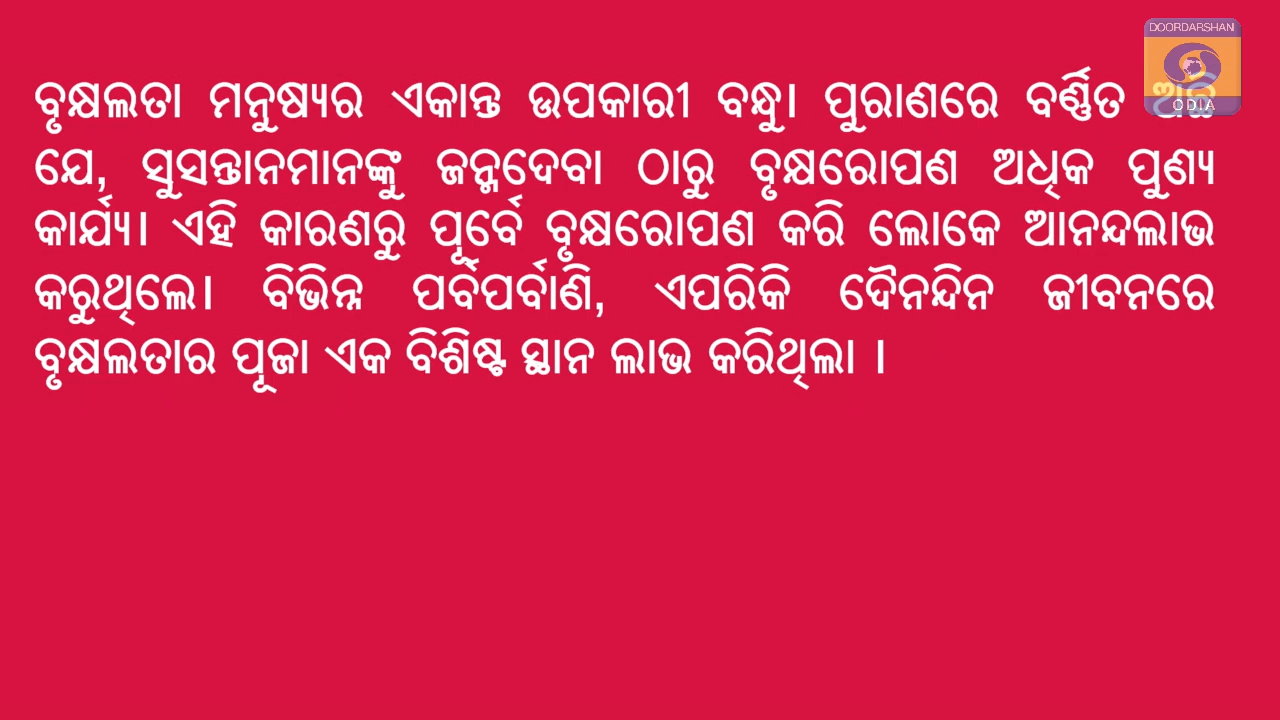 DOORDARSHAN
ODIA
ବୃକ୍ଷଲତା ମନୁଷ୍ୟର ଏକାନ୍ତ ଉପକାରୀ ବନ୍ଧୁ। ପୁରାଣରେ ବର୍ଣ୍ଣିତ
ଯେ, ସୁସନ୍ତାନମାନଙ୍କୁ ଜନ୍ମଦେବା ଠାରୁ ବୃକ୍ଷରୋପଣ ଅଧିକ ପୁଣ୍ୟ
କାର୍ଯ୍ୟ। ଏହି କାରଣରୁ ପୂର୍ବେ ବୃକ୍ଷରୋପଣ କରି ଲୋକେ ଆନନ୍ଦଲାଭ
କରୁଥିଲେ। ବିଭିନ୍ନ ପର୍ବପର୍ବାଣି, ଏପରିକି ଦୈନନ୍ଦିନ ଜୀବନରେ
ବୃକ୍ଷଲତାର ପୂଜା ଏକ ବିଶିଷ୍ଟ ସ୍ଥାନ ଲାଭ କରିଥିଲା ।